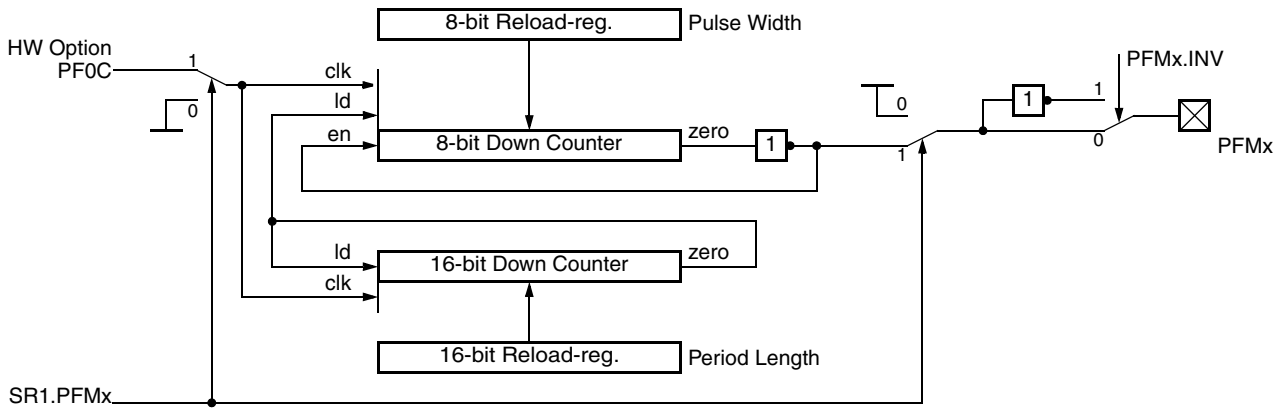 8-bit Reload-reg. Pulse Width
HW Option
PF0C
1
0
clk
ld
en
8-bit Down Counter
zero
1
0
1
1
1
0
PFMx.INV
PFMx
ld
clk
16-bit Down Counter
zero
16-bit Reload-reg. Period Length
SR1.PFMx